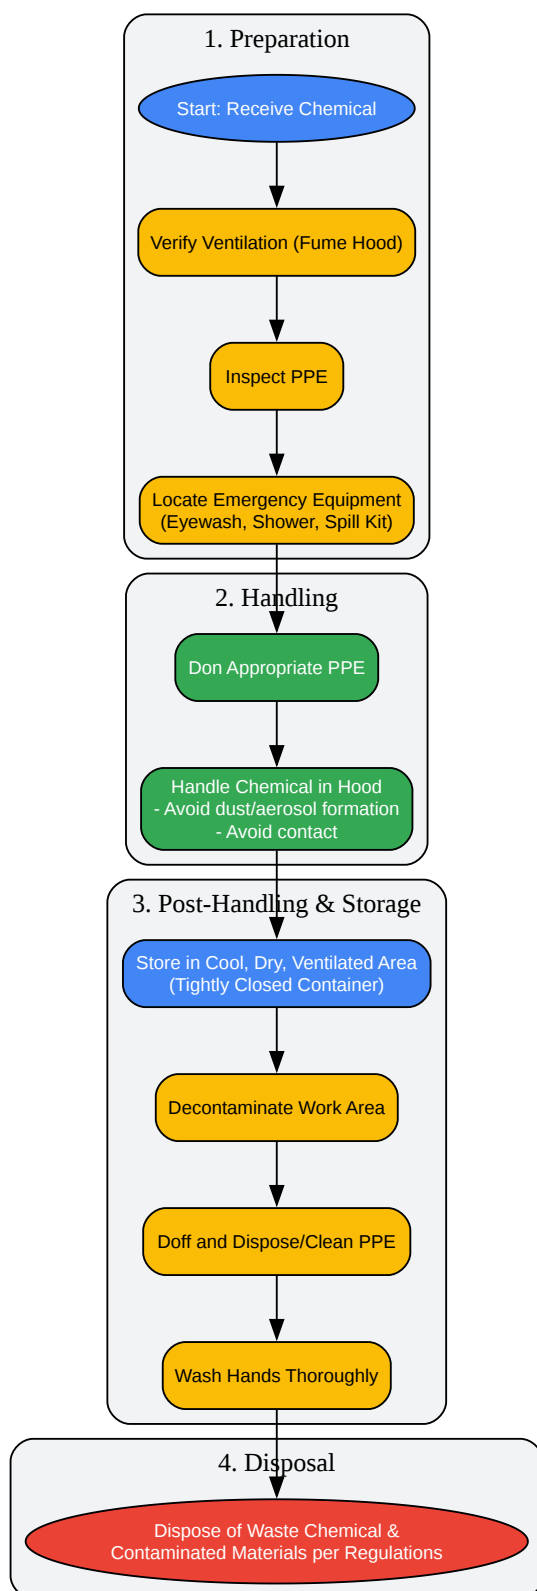 1. Preparation
Start: Receive Chemical
Verify Ventilation (Fume Hood)
Inspect PPE
Locate Emergency Equipment
(Eyewash, Shower, Spill Kit)
2. Handling
Don Appropriate PPE
Handle Chemical in Hood
- Avoid dust/aerosol formation
- Avoid contact
3. Post-Handling & Storage
Store in Cool, Dry, Ventilated Area
(Tightly Closed Container)
Decontaminate Work Area
Doff and Dispose/Clean PPE
Wash Hands Thoroughly
4. Disposal
Dispose of Waste Chemical &
Contaminated Materials per Regulations